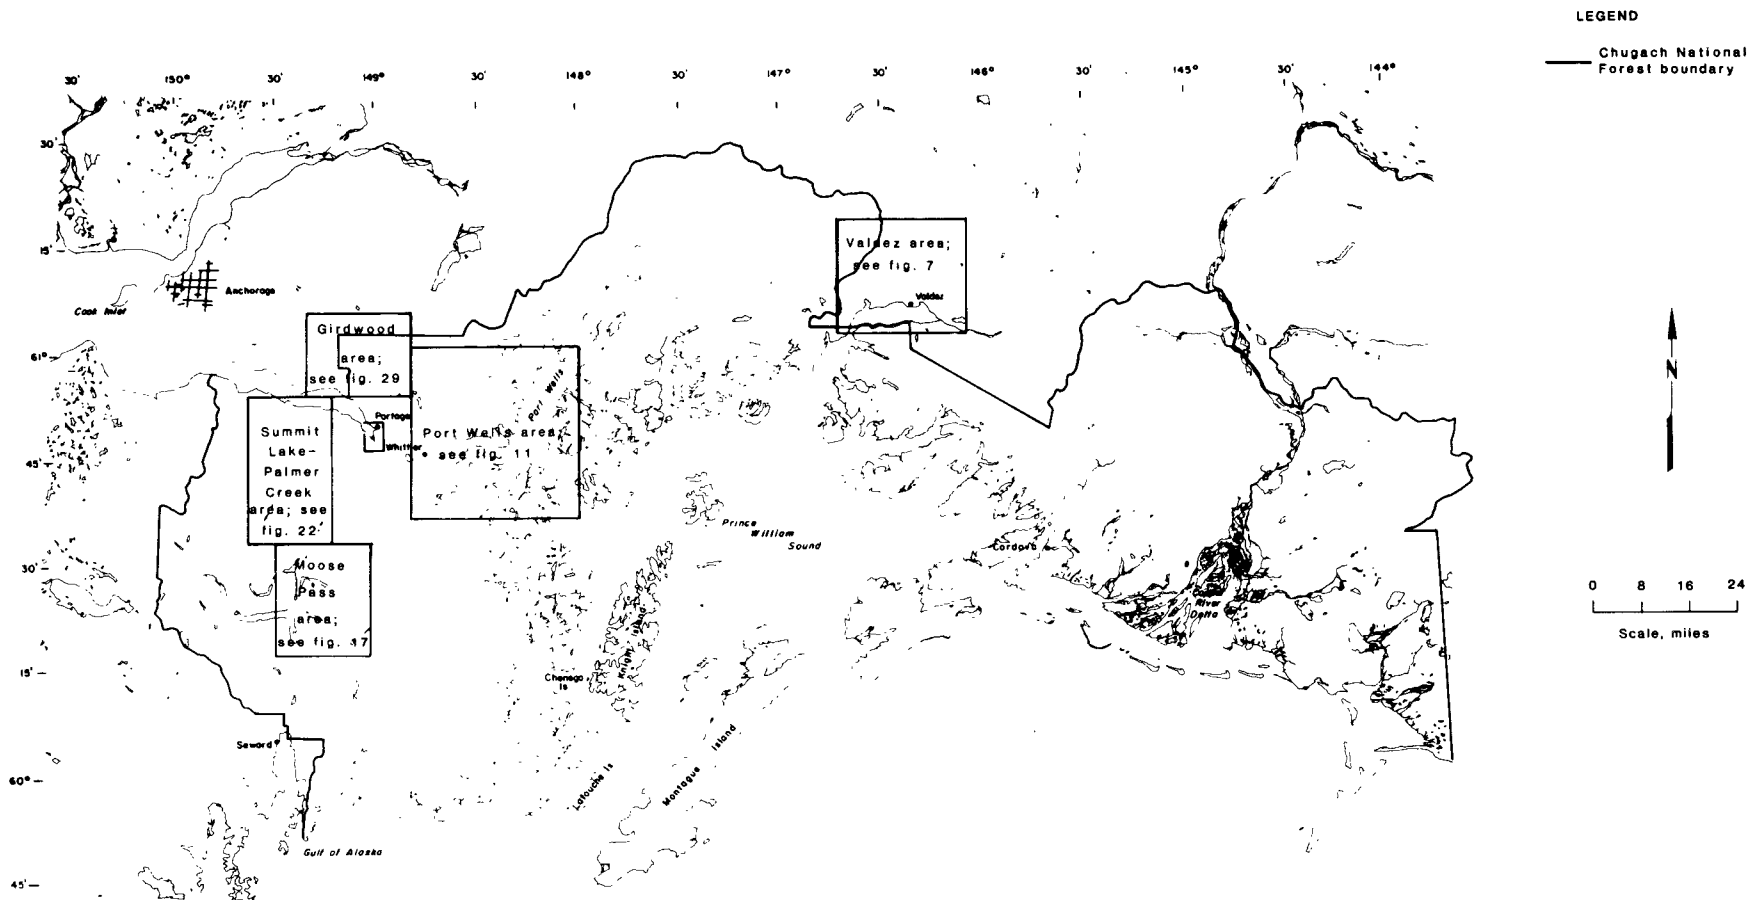 LEGEND
Chugach National
Forest boundary
30'
150°
30'
149°
30'
148°
30'
147°
30'
146°
30'
145°
30'
144°
30'
15'
61°
45'
30'
15'
60°
45'
Anchorage
Cook Inlet
Girdwood
area;
see fig. 29
Valdez area;
see fig. 7
Valdez
Summit
Lake-
Palmer
Creek
area; see
fig. 22
Portage
Whittier
Port Wells
Port Wells area;
see fig. 11
Moose
Pass
area;
see fig. 17
Prince
William
Sound
Cordova
Copper
River
Delta
Knight Island
Chenega
Is
Latouche Is
Montague Island
Seward
Gulf of Alaska
N
0 8 16 24
Scale, miles